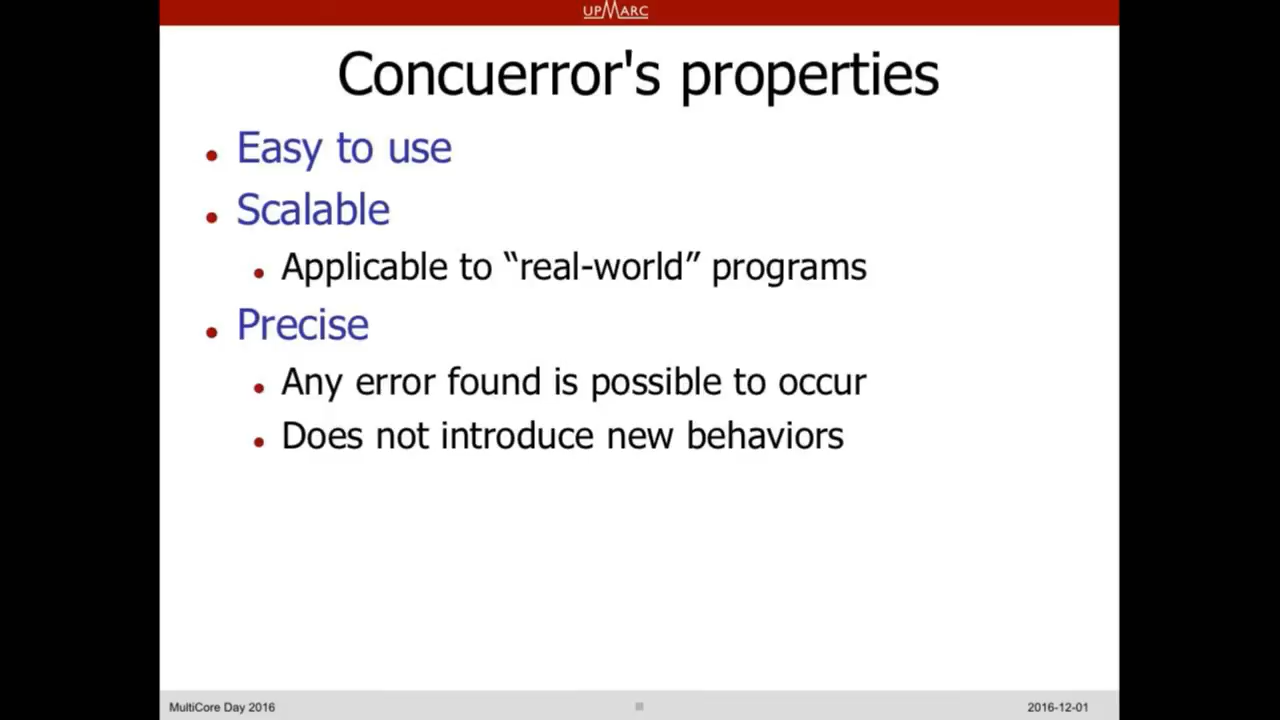 UPMARC
Concuerror's properties
• Easy to use
• Scalable
• Applicable to “real-world” programs
• Precise
• Any error found is possible to occur
• Does not introduce new behaviors
MultiCore Day 2016
2016-12-01